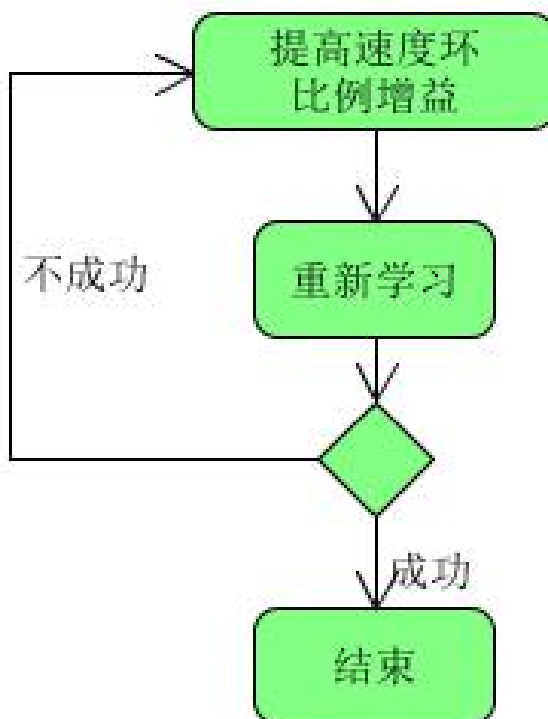 提高速度环
比例增益
不成功
重新学习
成功
结束